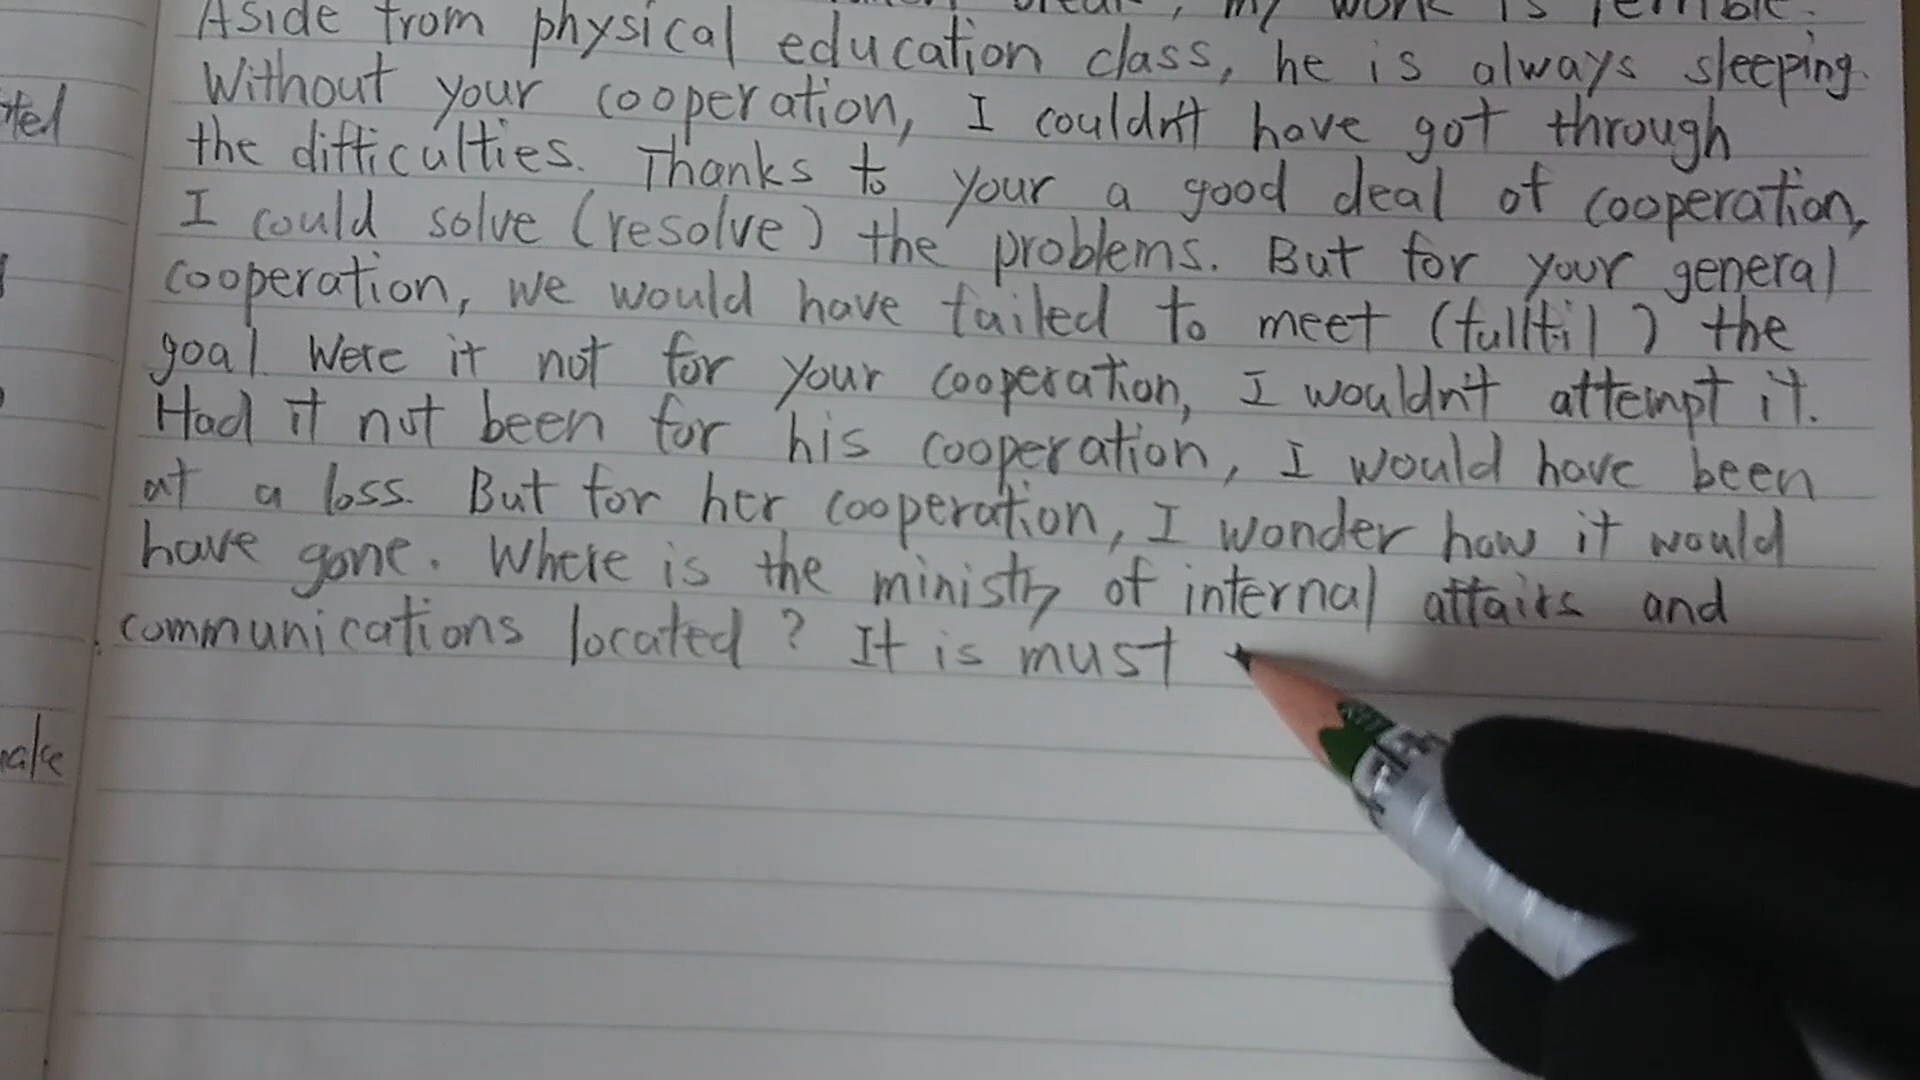 my work is terrible.
Aside from physical education class, he is always sleeping.
Without your cooperation, I couldn't have got through
the difficulties. Thanks to your a good deal of cooperation,
I could solve (resolve) the problems. But for your general
cooperation, we would have failed to meet (fulfil) the
goal. Were it not for your cooperation, I wouldn't attempt it.
Had it not been for his cooperation, I would have been
at a loss. But for her cooperation, I wonder how it would
have gone. Where is the ministry of internal affairs and
communications located? It is must